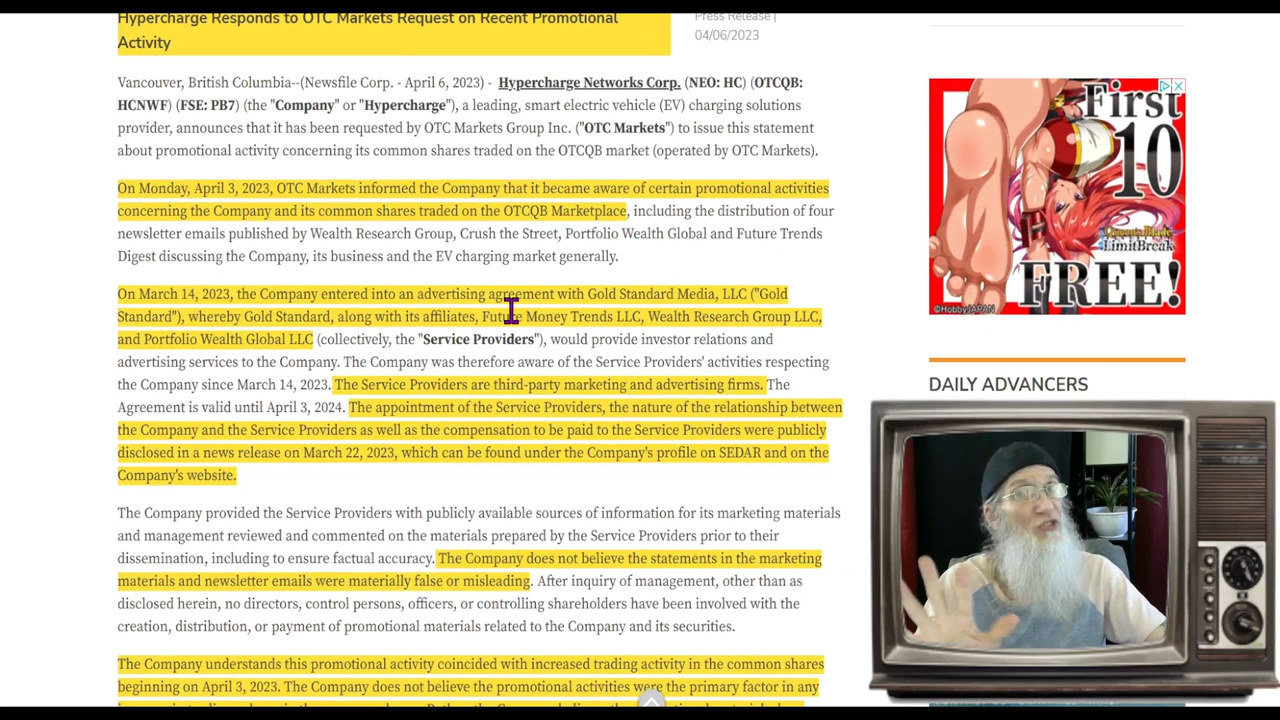 Hypercharge Responds to OTC Markets Request on Recent Promotional
Activity
Press Release |
04/06/2023
Vancouver, British Columbia--(Newsfile Corp. - April 6, 2023) - Hypercharge Networks Corp. (NEO: HC) (OTCQB:
HCNWF) (FSE: PB7) (the "Company" or "Hypercharge"), a leading, smart electric vehicle (EV) charging solutions
provider, announces that it has been requested by OTC Markets Group Inc. ("OTC Markets") to issue this statement
about promotional activity concerning its common shares traded on the OTCQB market (operated by OTC Markets).
On Monday, April 3, 2023, OTC Markets informed the Company that it became aware of certain promotional activities
concerning the Company and its common shares traded on the OTCQB Marketplace, including the distribution of four
newsletter emails published by Wealth Research Group, Crush the Street, Portfolio Wealth Global and Future Trends
Digest discussing the Company, its business and the EV charging market generally.
On March 14, 2023, the Company entered into an advertising agreement with Gold Standard Media, LLC ("Gold
Standard"), whereby Gold Standard, along with its affiliates, Future Money Trends LLC, Wealth Research Group LLC,
and Portfolio Wealth Global LLC (collectively, the "Service Providers"), would provide investor relations and
advertising services to the Company. The Company was therefore aware of the Service Providers' activities respecting
the Company since March 14, 2023. The Service Providers are third-party marketing and advertising firms. The
Agreement is valid until April 3, 2024. The appointment of the Service Providers, the nature of the relationship between
the Company and the Service Providers as well as the compensation to be paid to the Service Providers were publicly
disclosed in a news release on March 22, 2023, which can be found under the Company's profile on SEDAR and on the
Company's website.
The Company provided the Service Providers with publicly available sources of information for its marketing materials
and management reviewed and commented on the materials prepared by the Service Providers prior to their
dissemination, including to ensure factual accuracy. The Company does not believe the statements in the marketing
materials and newsletter emails were materially false or misleading. After inquiry of management, other than as
disclosed herein, no directors, control persons, officers, or controlling shareholders have been involved with the
creation, distribution, or payment of promotional materials related to the Company and its securities.
The Company understands this promotional activity coincided with increased trading activity in the common shares
beginning on April 3, 2023. The Company does not believe the promotional activities were the primary factor in any
First
10
LimitBreak
FREE!
©HobbyJAPAN
DAILY ADVANCERS